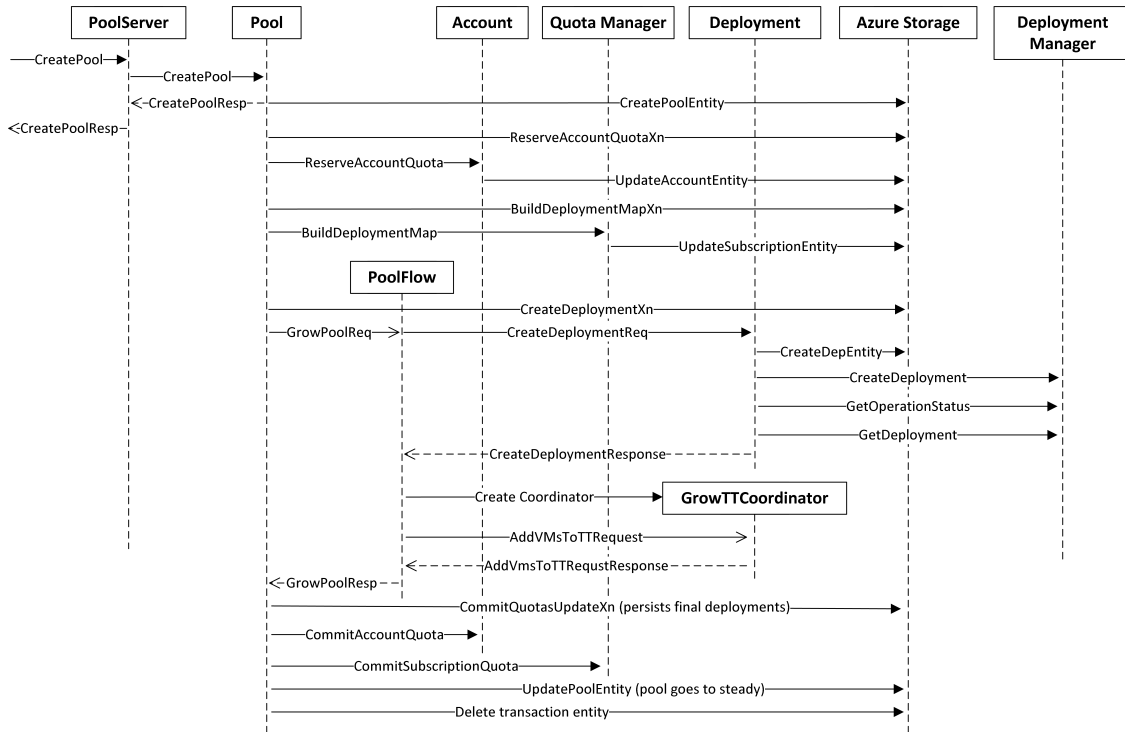 PoolServer
Pool
Account
Quota Manager
Deployment
Azure Storage
Deployment
Manager
CreatePool
CreatePool
CreatePoolResp
CreatePoolEntity
CreatePoolResp
ReserveAccountQuotaXn
ReserveAccountQuota
UpdateAccountEntity
BuildDeploymentMapXn
BuildDeploymentMap
UpdateSubscriptionEntity
PoolFlow
CreateDeploymentXn
GrowPoolReq
CreateDeploymentReq
CreateDepEntity
CreateDeployment
GetOperationStatus
GetDeployment
CreateDeploymentResponse
Create Coordinator
GrowTTCoordinator
AddVMsToTTRequest
AddVmsToTTRequstResponse
GrowPoolResp
CommitQuotasUpdateXn (persists final deployments)
CommitAccountQuota
CommitSubscriptionQuota
UpdatePoolEntity (pool goes to steady)
Delete transaction entity